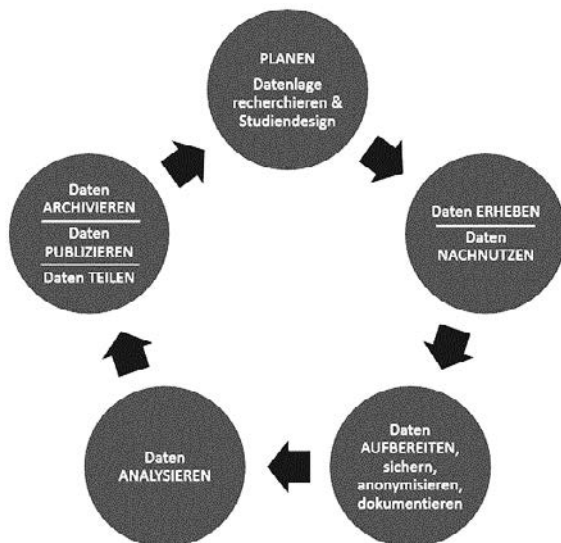 PLANEN
Datenlage
recherchieren &
Studiendesign
Daten ERHEBEN
Daten
NACHNUTZEN
Daten
AUFBEREITEN,
sichern,
anonymisieren,
dokumentieren
Daten
ANALYSIEREN
Daten
ARCHIVIEREN
Daten
PUBLIZIEREN
Daten TEILEN